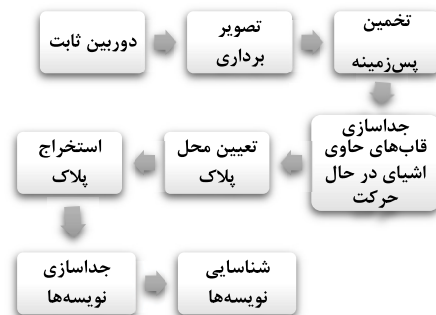 دوربین ثابت
تصویر
برداری
تخمین
پس‌زمینه
جداسازی
قاب‌های حاوی
اشیای در حال
حرکت
تعیین محل
پلاک
استخراج
پلاک
جداسازی
نویسه‌ها
شناسایی
نویسه‌ها